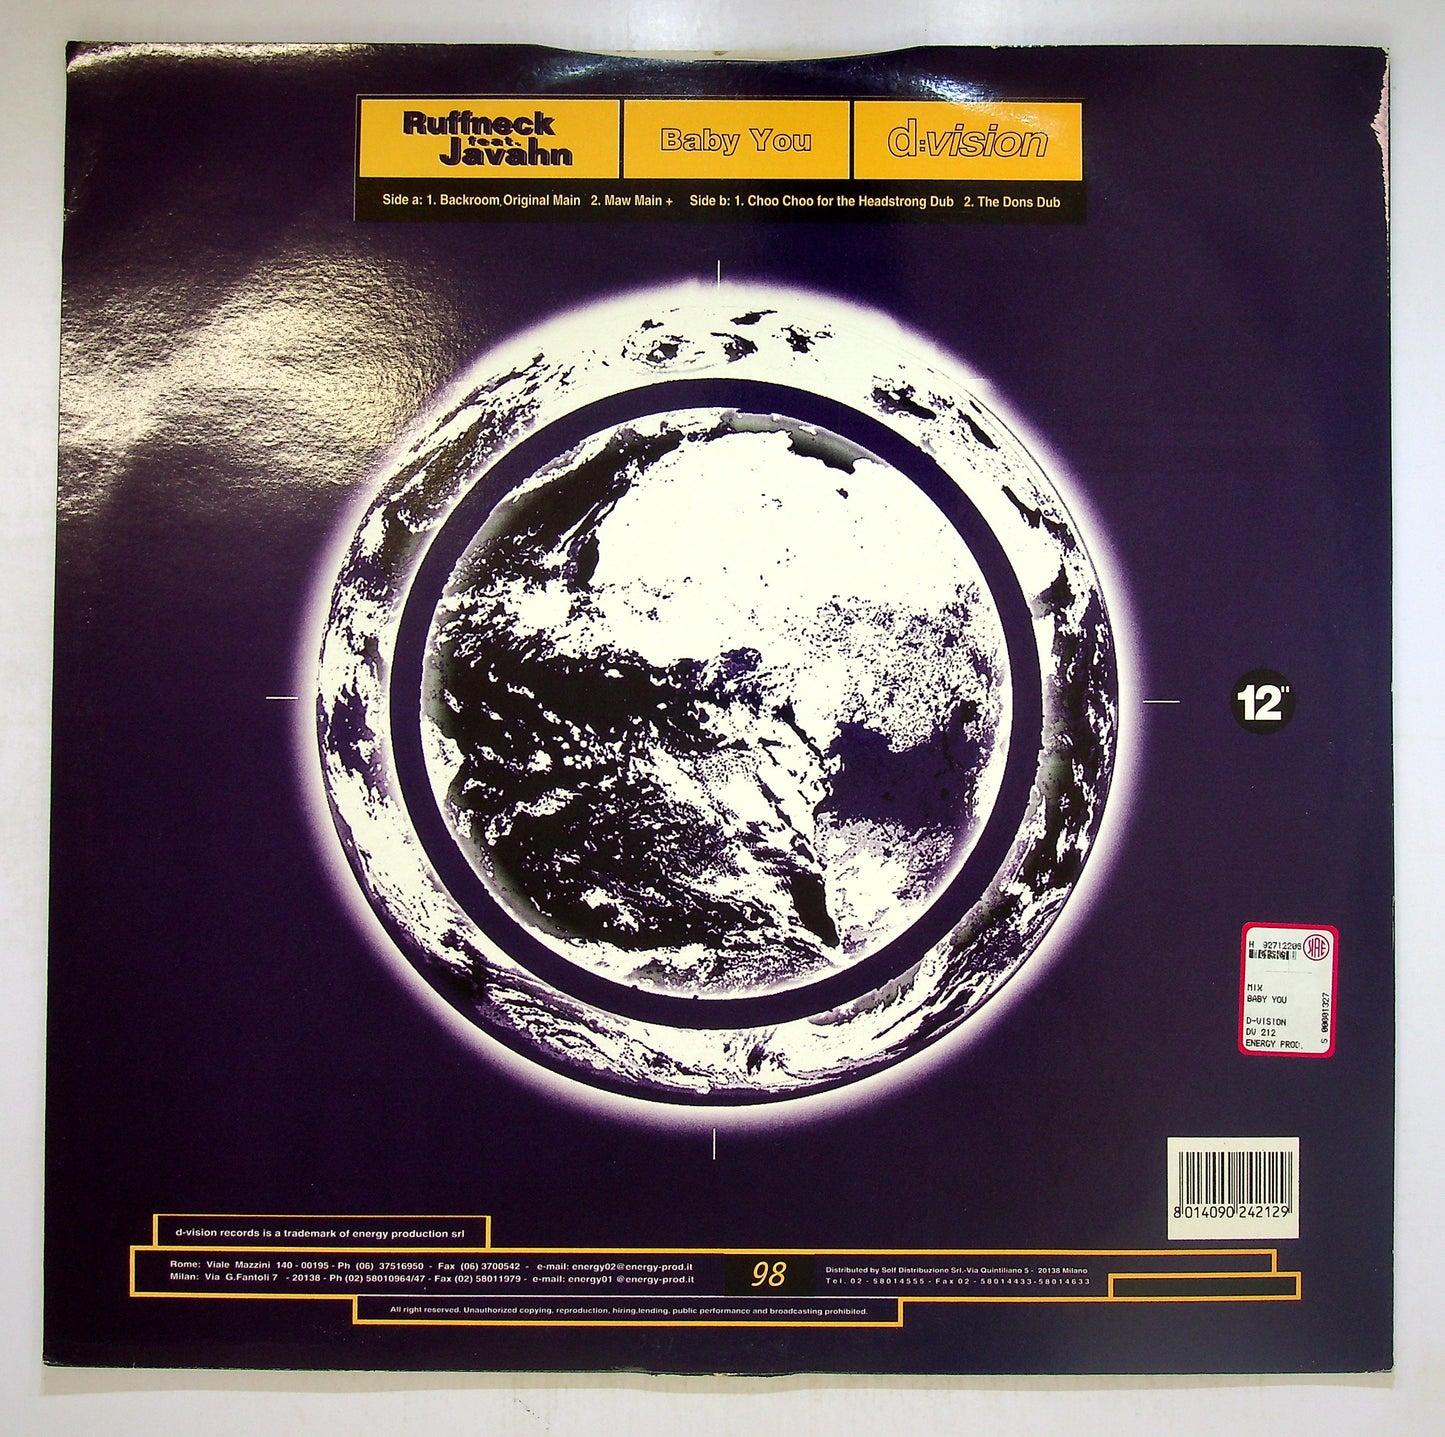 Ruffneck
feat.
Javahn
Baby You
d:vision
Side a: 1. Backroom Original Main 2. Maw Main + Side b: 1. Choo Choo for the Headstrong Dub 2. The Dons Dub
12"
H 92712206
SIAE
MIX
BABY YOU
D-VISION
DV 212
ENERGY PROD.
S 00001327
8 014090 242129
d-vision records is a trademark of energy production srl
Rome: Viale Mazzini 140 - 00195 - Ph (06) 37516950 - Fax (06) 3700542 - e-mail: energy02@energy-prod.it
Milan: Via G.Fantoli 7 - 20138 - Ph (02) 58010964/47 - Fax (02) 58011979 - e-mail: energy01 @energy-prod.it
98
Distributed by Self Distribuzione Srl.-Via Quintiliano 5 - 20138 Milano
Tel. 02 - 58014555 - Fax 02 - 58014433-58014633
All right reserved. Unauthorized copying, reproduction, hiring,lending, public performance and broadcasting prohibited.